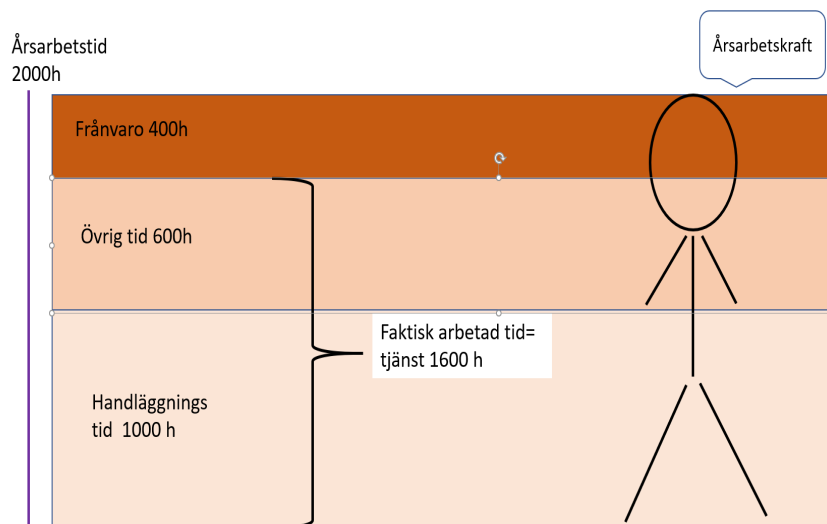 Årsarbetstid
2000h
Årsarbetskraft
Frånvaro 400h
Övrig tid 600h
Faktisk arbetad tid=
tjänst 1600 h
Handläggnings
tid 1000 h